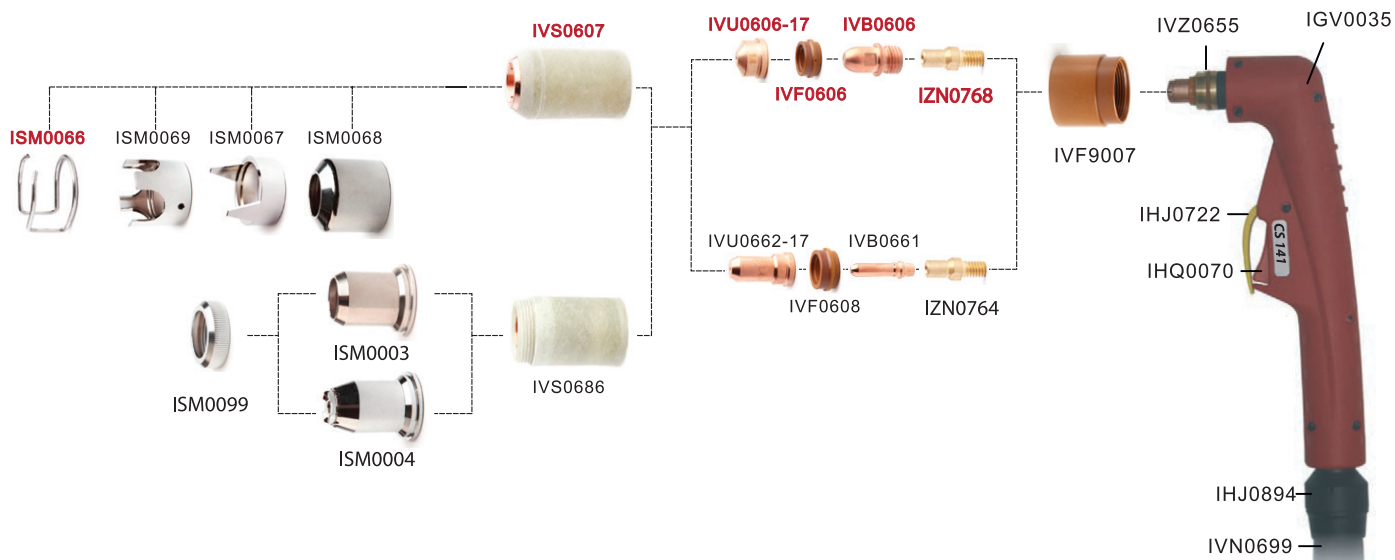 IVS0607
IVU0606-17
IVB0606
IVZ0655
IGV0035
IVF0606
IZN0768
ISM0066
ISM0069
ISM0067
ISM0068
IVF9007
IHJ0722
CS 141
IHQ0070
IVU0662-17
IVB0661
IVF0608
IZN0764
ISM0003
IVS0686
ISM0099
ISM0004
IHJ0894
IVN0699